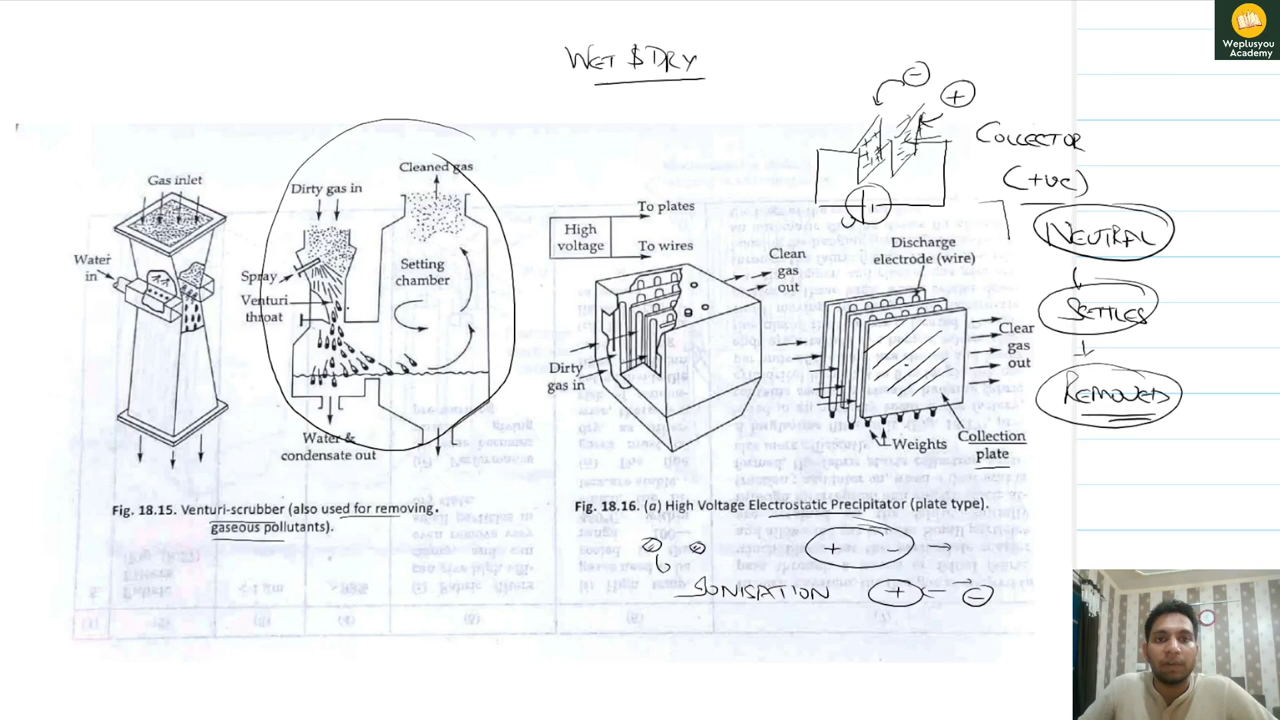 Weplusyou
Academy
WET $ DRY
COLLECTOR
(+ve)
NEUTRAL
SETTLES
REMOVED
Gas inlet
Water
in
Dirty gas in
Cleaned gas
Spray
Venturi
throat
Setting
chamber
Water &
condensate out
Fig. 18.15. Venturi-scrubber (also used for removing
gaseous pollutants).
High
voltage
To plates
To wires
Clean
gas
out
Dirty
gas in
Discharge
electrode (wire)
Clear
gas
out
Weights
Collection
plate
Fig. 18.16. (a) High Voltage Electrostatic Precipitator (plate type).
IONISATION